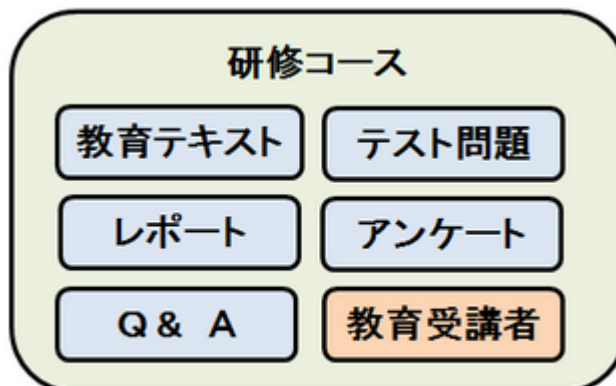 研修コース
教育テキスト
テスト問題
レポート
アンケート
Q & A
教育受講者